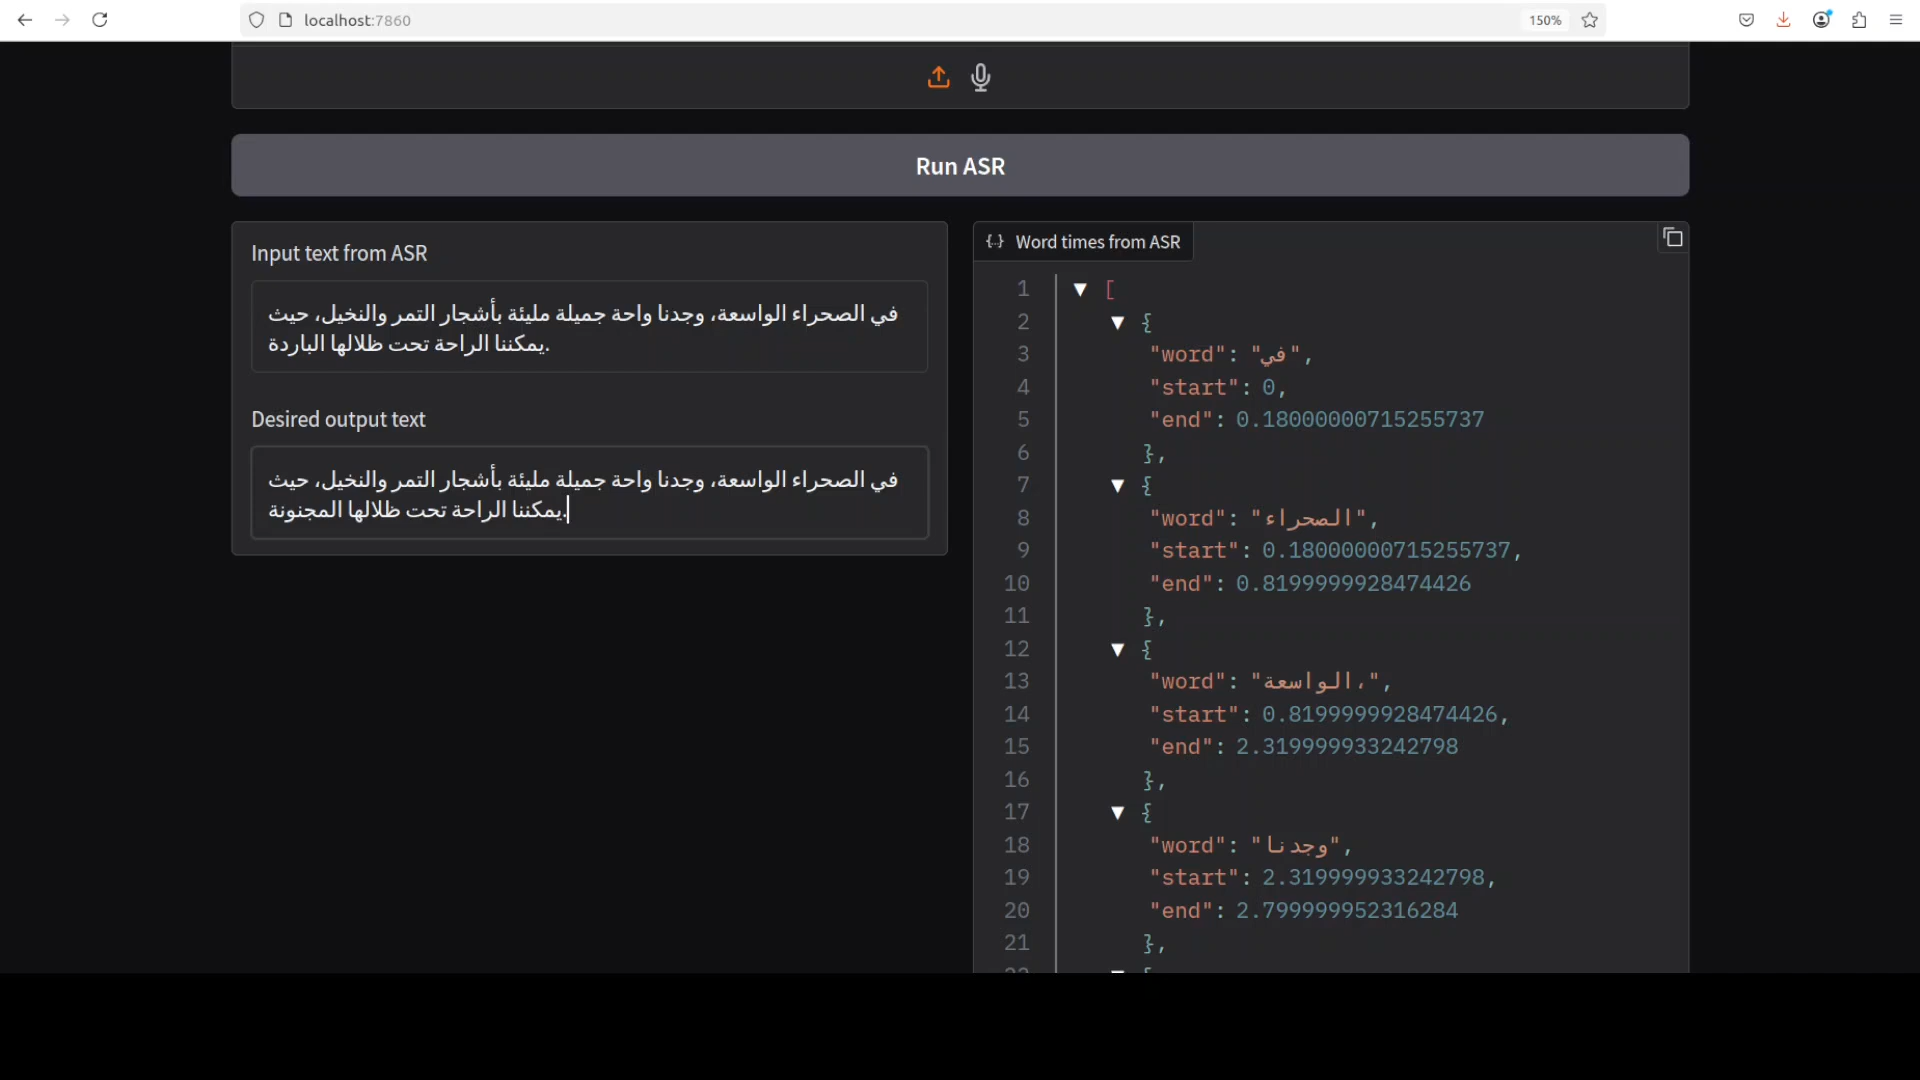 localhost:7860
150%
Run ASR
Input text from ASR
في الصحراء الواسعة، وجدنا واحة جميلة مليئة بأشجار التمر والنخيل، حيث
يمكننا الراحة تحت ظلالها الباردة.
Desired output text
في الصحراء الواسعة، وجدنا واحة جميلة مليئة بأشجار التمر والنخيل، حيث
يمكننا الراحة تحت ظلالها المجنونة.
{..} Word times from ASR
1 [
2 {
3 "word": "في",
4 "start": 0,
5 "end": 0.18000000715255737
6 },
7 {
8 "word": "الصحراء",
9 "start": 0.18000000715255737,
10 "end": 0.8199999928474426
11 },
12 {
13 "word": "الواسعة،",
14 "start": 0.8199999928474426,
15 "end": 2.319999933242798
16 },
17 {
18 "word": "وجدنا",
19 "start": 2.319999933242798,
20 "end": 2.799999952316284
21 },